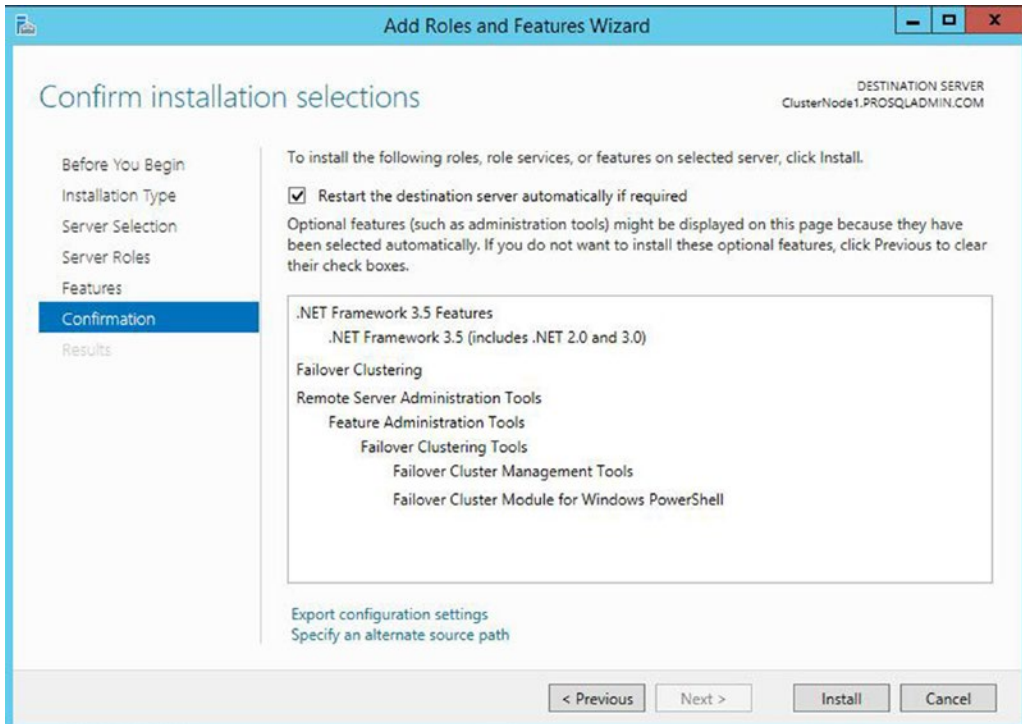 Add Roles and Features Wizard
Confirm installation selections
DESTINATION SERVER
ClusterNode1.PROSQLADMIN.COM
Before You Begin
Installation Type
Server Selection
Server Roles
Features
Confirmation
Results
To install the following roles, role services, or features on selected server, click Install.
Restart the destination server automatically if required
Optional features (such as administration tools) might be displayed on this page because they have
been selected automatically. If you do not want to install these optional features, click Previous to clear
their check boxes.
.NET Framework 3.5 Features
.NET Framework 3.5 (includes .NET 2.0 and 3.0)
Failover Clustering
Remote Server Administration Tools
Feature Administration Tools
Failover Clustering Tools
Failover Cluster Management Tools
Failover Cluster Module for Windows PowerShell
Export configuration settings
Specify an alternate source path
< Previous
Next >
Install
Cancel